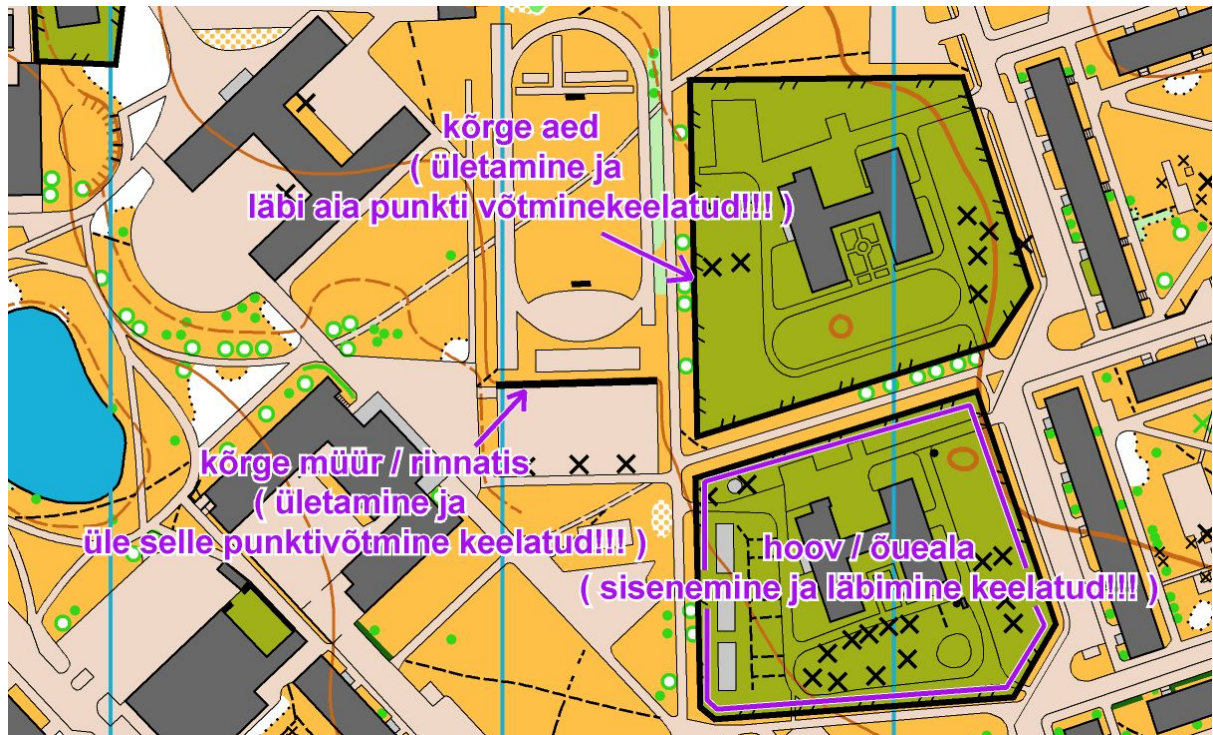 kõrge aed
( ületamine ja
läbi aia punkti võtminekeelatud!!! )
kõrge müür / rinnatis
( ületamine ja
üle selle punktivõtmine keelatud!!! )
hoov / õueala
( sisenemine ja läbimine keelatud!!! )